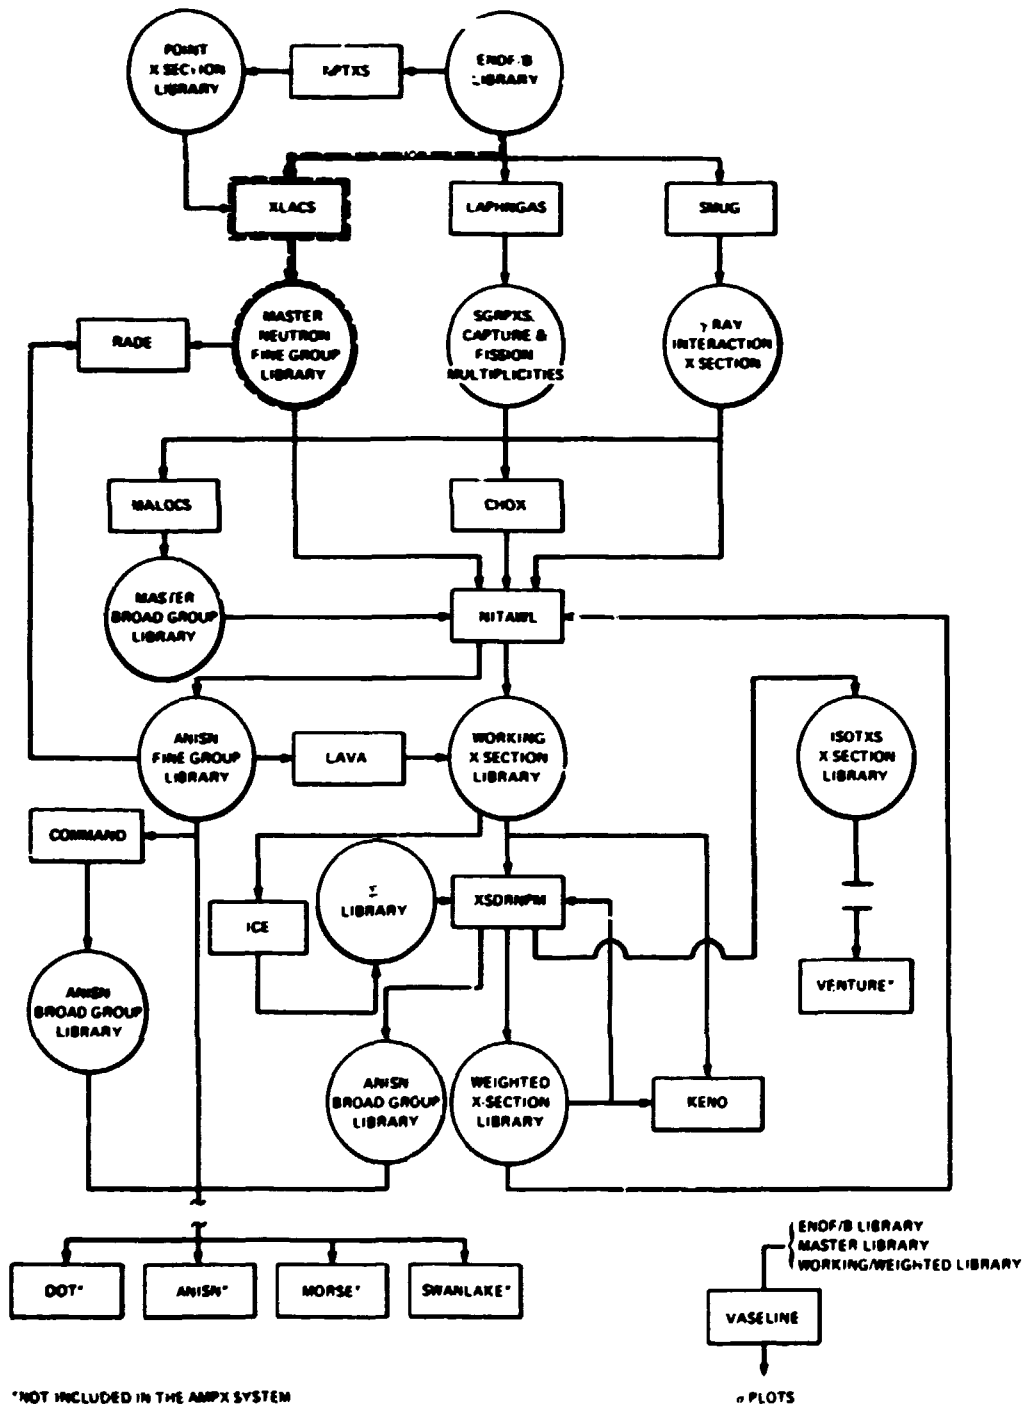 POINT
X SECTION
LIBRARY
NPTXS
ENDF/B
LIBRARY
XLACS
LAPHNGAS
SMUG
RADE
MASTER
NEUTRON
FINE GROUP
LIBRARY
SGRPXS,
CAPTURE &
FISSION
MULTIPLICITIES
γ RAY
INTERACTION
X SECTION
MALOCS
CHOX
MASTER
BROAD GROUP
LIBRARY
NITAWL
ANISN
FINE GROUP
LIBRARY
LAVA
WORKING
X SECTION
LIBRARY
ISOTXS
X SECTION
LIBRARY
COMMAND
ICE
Σ
LIBRARY
XSDRNPM
VENTURE*
ANISN
BROAD GROUP
LIBRARY
ANISN
BROAD GROUP
LIBRARY
WEIGHTED
X-SECTION
LIBRARY
KENO
DOT*
ANISN*
MORSE*
SWANLAKE*
ENDF/B LIBRARY
MASTER LIBRARY
WORKING/WEIGHTED LIBRARY
VASELINE
σ PLOTS
*NOT INCLUDED IN THE AMPX SYSTEM